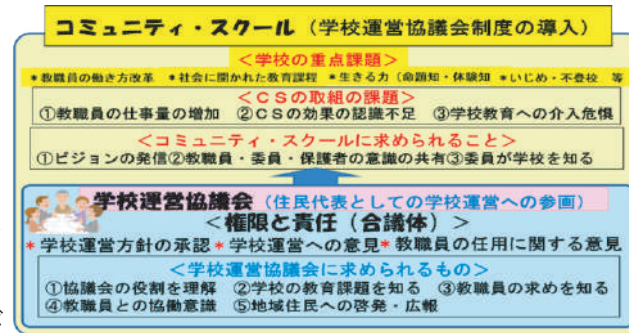 コミュニティ・スクール（学校運営協議会制度の導入）
＜学校の重点課題＞
＊教職員の働き方改革　＊社会に開かれた教育課程　＊生きる力（命題知・体験知　＊いじめ・不登校　等
＜ＣＳの取組の課題＞
①教職員の仕事量の増加　②ＣＳの効果の認識不足　③学校教育への介入危惧
＜コミュニティ・スクールに求められること＞
①ビジョンの発信②教職員・委員・保護者の意識の共有③委員が学校を知る
学校運営協議会（住民代表としての学校運営への参画）
＜権限と責任（合議体）＞
＊学校運営方針の承認＊学校運営への意見＊教職員の任用に関する意見
＜学校運営協議会に求められるもの＞
①協議会の役割を理解　②学校の教育課題を知る　③教職員の求めを知る
④教職員との協働意識　⑤地域住民への啓発・広報